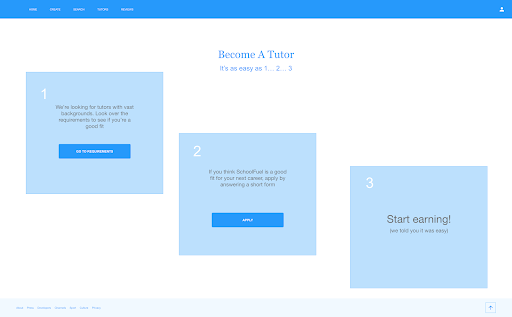 HOME CREATE SEARCH TUTORS REVIEWS
Become A Tutor
It's as easy as 1... 2... 3
1
We're looking for tutors with vast
backgrounds. Look over the
requirements to see if you're a
good fit
GO TO REQUIREMENTS
2
If you think SchoolFuel is a good
fit for your next career, apply by
answering a short form
APPLY
3
Start earning!
(we told you it was easy)